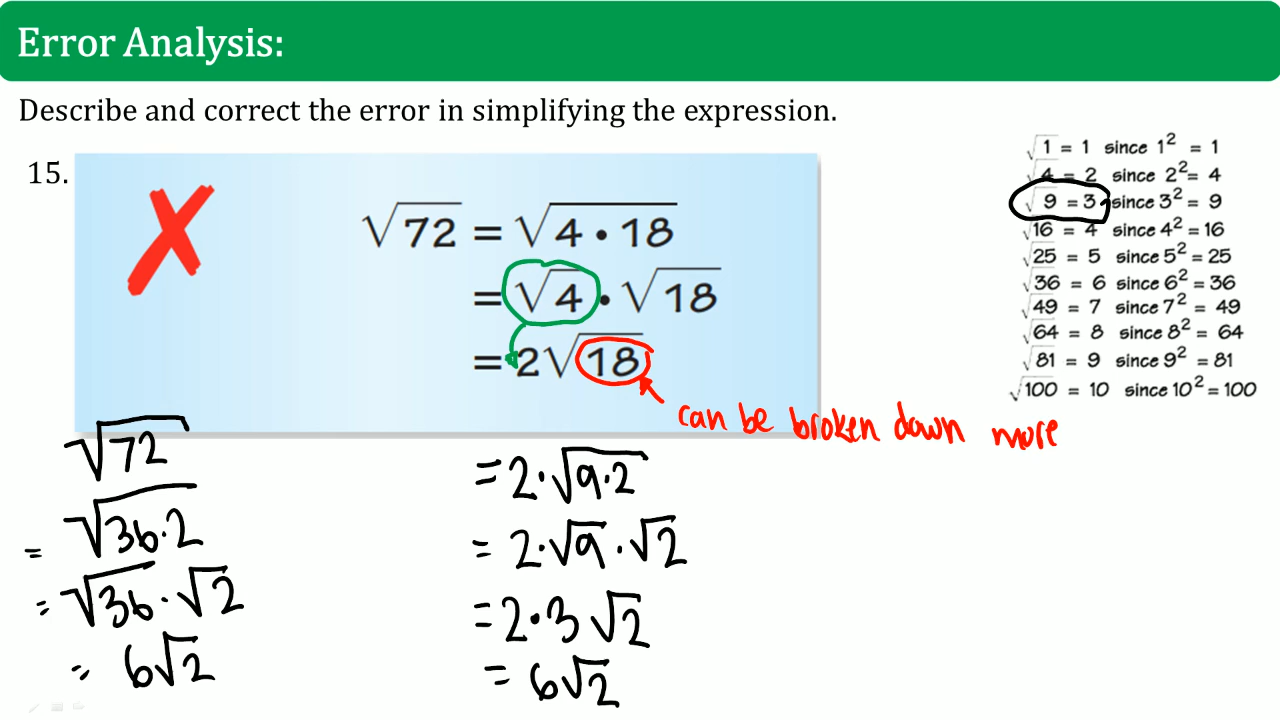 Error Analysis:
Describe and correct the error in simplifying the expression.
15.
√72 = √4 • 18
= √4 • √18
= 2√18
can be broken down more
√1 = 1 since 1² = 1
√4 = 2 since 2² = 4
√9 = 3 since 3² = 9
√16 = 4 since 4² = 16
√25 = 5 since 5² = 25
√36 = 6 since 6² = 36
√49 = 7 since 7² = 49
√64 = 8 since 8² = 64
√81 = 9 since 9² = 81
√100 = 10 since 10² = 100
√72
= √36·2
= √36 · √2
= 6√2
= 2·√9·2
= 2·√9 · √2
= 2·3√2
= 6√2